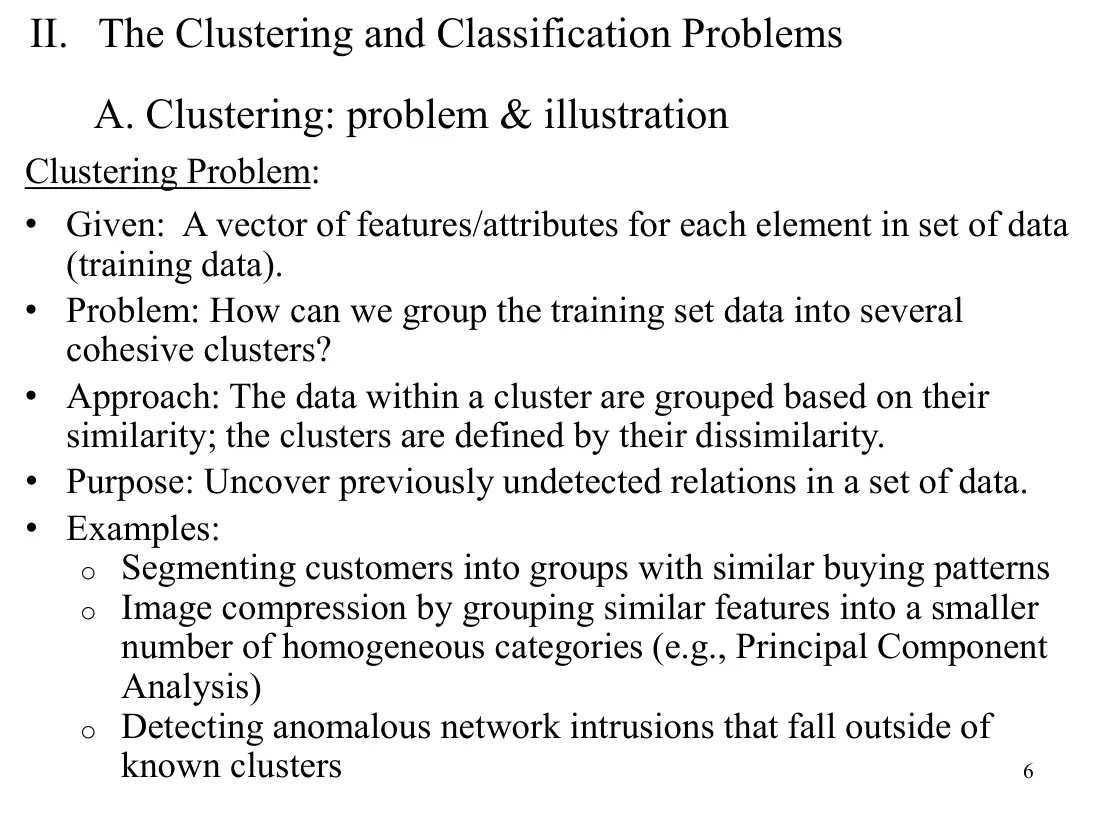 II. The Clustering and Classification Problems
A. Clustering: problem & illustration
Clustering Problem:
• Given: A vector of features/attributes for each element in set of data
(training data).
• Problem: How can we group the training set data into several
cohesive clusters?
• Approach: The data within a cluster are grouped based on their
similarity; the clusters are defined by their dissimilarity.
• Purpose: Uncover previously undetected relations in a set of data.
• Examples:
o Segmenting customers into groups with similar buying patterns
o Image compression by grouping similar features into a smaller
number of homogeneous categories (e.g., Principal Component
Analysis)
o Detecting anomalous network intrusions that fall outside of
known clusters
6